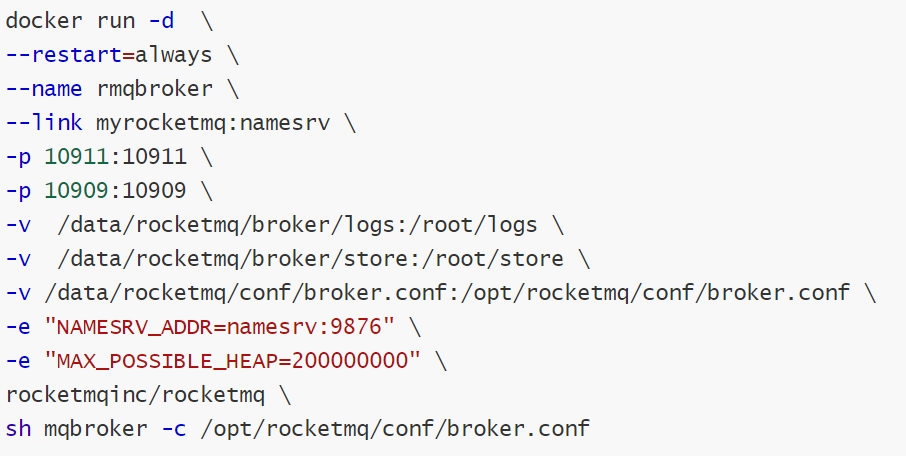 docker run -d  \
--restart=always \
--name rmqbroker \
--link myrocketmq:namesrv \
-p 10911:10911 \
-p 10909:10909 \
-v  /data/rocketmq/broker/logs:/root/logs \
-v  /data/rocketmq/broker/store:/root/store \
-v /data/rocketmq/conf/broker.conf:/opt/rocketmq/conf/broker.conf \
-e "NAMESRV_ADDR=namesrv:9876" \
-e "MAX_POSSIBLE_HEAP=200000000" \
rocketmqinc/rocketmq \
sh mqbroker -c /opt/rocketmq/conf/broker.conf